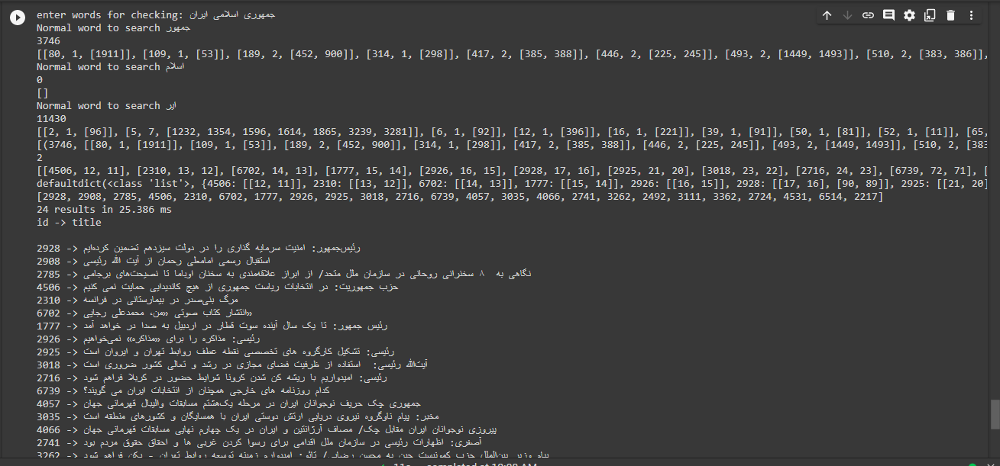 enter words for checking: جمهوری اسلامی ایران
Normal word to search جمهور
3746
[[80, 1, [1911]], [109, 1, [53]], [189, 2, [452, 900]], [314, 1, [298]], [417, 2, [385, 388]], [446, 2, [225, 245]], [493, 2, [1449, 1493]], [510, 2, [383, 386]],
Normal word to search اسلام
0
[]
Normal word to search ایر
11430
[[2, 1, [96]], [5, 7, [1232, 1354, 1596, 1614, 1865, 3239, 3281]], [6, 1, [92]], [12, 1, [396]], [16, 1, [221]], [39, 1, [91]], [50, 1, [81]], [52, 1, [11]], [65,
[(3746, [[80, 1, [1911]], [109, 1, [53]], [189, 2, [452, 900]], [314, 1, [298]], [417, 2, [385, 388]], [446, 2, [225, 245]], [493, 2, [1449, 1493]], [510, 2, [383
2
[[4506, 12, 11], [2310, 13, 12], [6702, 14, 13], [1777, 15, 14], [2926, 16, 15], [2928, 17, 16], [2925, 21, 20], [3018, 23, 22], [2716, 24, 23], [6739, 72, 71], [
defaultdict(<class 'list'>, {4506: [[12, 11]], 2310: [[13, 12]], 6702: [[14, 13]], 1777: [[15, 14]], 2926: [[16, 15]], 2928: [[17, 16], [90, 89]], 2925: [[21, 20]
[2928, 2908, 2785, 4506, 2310, 6702, 1777, 2926, 2925, 3018, 2716, 6739, 4057, 3035, 4066, 2741, 3262, 2492, 3111, 3362, 2724, 4531, 6514, 2217]
24 results in 25.386 ms
id -> title
2928 -> رئیس‌جمهور: امنیت سرمایه گذاری را در دولت سیزدهم تضمین کرده‌ایم
2908 -> استقبال رسمی امامعلی رحمان از آیت الله رئیسی
2785 -> نگاهی به ۸ سخنرانی روحانی در سازمان ملل متحد/ از ابراز علاقه‌مندی به سخنان اوباما تا نصیحت‌های برجامی
4506 -> حزب جمهوریت: در انتخابات ریاست جمهوری از هیچ کاندیدایی حمایت نمی کنیم
2310 -> مرگ بنی‌صدر در بیمارستانی در فرانسه
6702 -> انتشار کتاب صوتی «من، محمدعلی رجایی»
1777 -> رئیس جمهور: تا یک سال آینده سوت قطار در اردبیل به صدا در خواهد آمد
2926 -> رئیسی: مذاکره را برای «مذاکره» نمی‌خواهیم
2925 -> رئیسی: تشکیل کارگروه های تخصصی نقطه عطف روابط تهران و ایروان است
3018 -> آیت‌الله رئیسی: استفاده از ظرفیت فضای مجازی در رشد و تعالی کشور ضروری است
2716 -> رئیسی: امیدواریم با ریشه کن شدن کرونا شرایط حضور در کربلا فراهم شود
6739 -> کدام روزنامه های خارجی همچنان از انتخابات ایران می گویند؟
4057 -> جمهوری چک حریف نوجوانان ایران در مرحله یک‌هشتم مسابقات والیبال قهرمانی جهان
3035 -> مخبر: پیام ناوگروه نیروی دریایی ارتش دوستی ایران با همسایگان و کشورهای منطقه است
4066 -> پیروزی نوجوانان ایران مقابل چک/ مصاف آرژانتین و ایران در یک چهارم نهایی مسابقات قهرمانی جهان
2741 -> آصفری: اظهارات رئیسی در سازمان ملل اقدامی برای رسوا کردن غربی ها و احقاق حقوق مردم بود
3262 -> پیام وزیر بین‌الملل حزب کمونیست چین به محسن رضایی/ تائو: امیدوارم زمینه توسعه روابط تهران - پکن فراهم شود